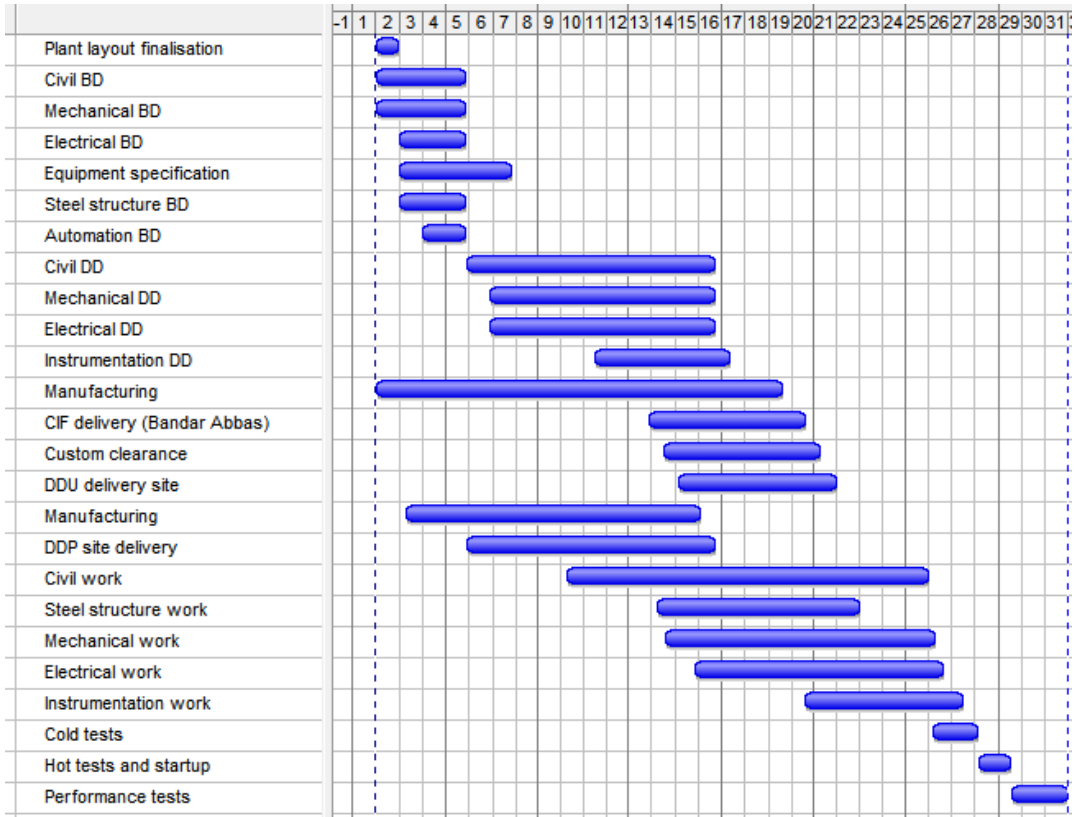 -1 1 2 3 4 5 6 7 8 9 10 11 12 13 14 15 16 17 18 19 20 21 22 23 24 25 26 27 28 29 30 31
Plant layout finalisation
Civil BD
Mechanical BD
Electrical BD
Equipment specification
Steel structure BD
Automation BD
Civil DD
Mechanical DD
Electrical DD
Instrumentation DD
Manufacturing
CIF delivery (Bandar Abbas)
Custom clearance
DDU delivery site
Manufacturing
DDP site delivery
Civil work
Steel structure work
Mechanical work
Electrical work
Instrumentation work
Cold tests
Hot tests and startup
Performance tests